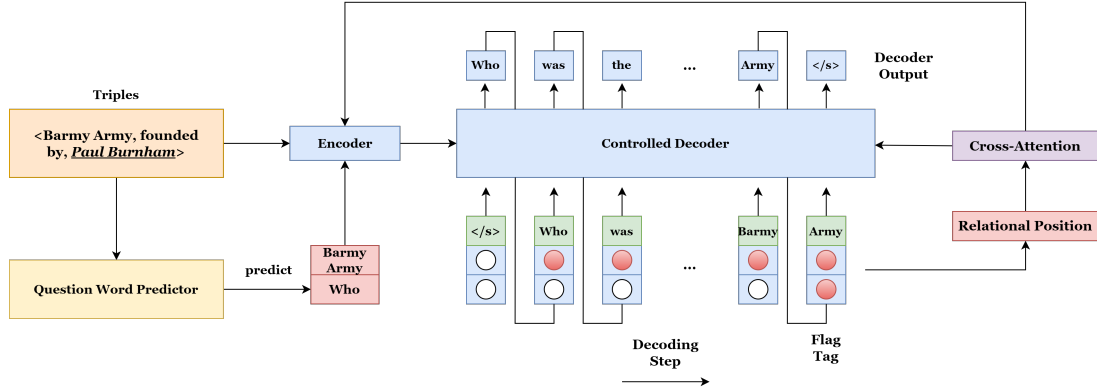 Who
was
the
...
Army
</s>
Decoder
Output
Triples
<Barmy Army, founded
by, Paul Burnham>
Encoder
Controlled Decoder
Cross-Attention
</s>
Who
was
Barmy
Army
Relational Position
Barmy
Army
Who
predict
Question Word Predictor
...
Decoding
Step
Flag
Tag